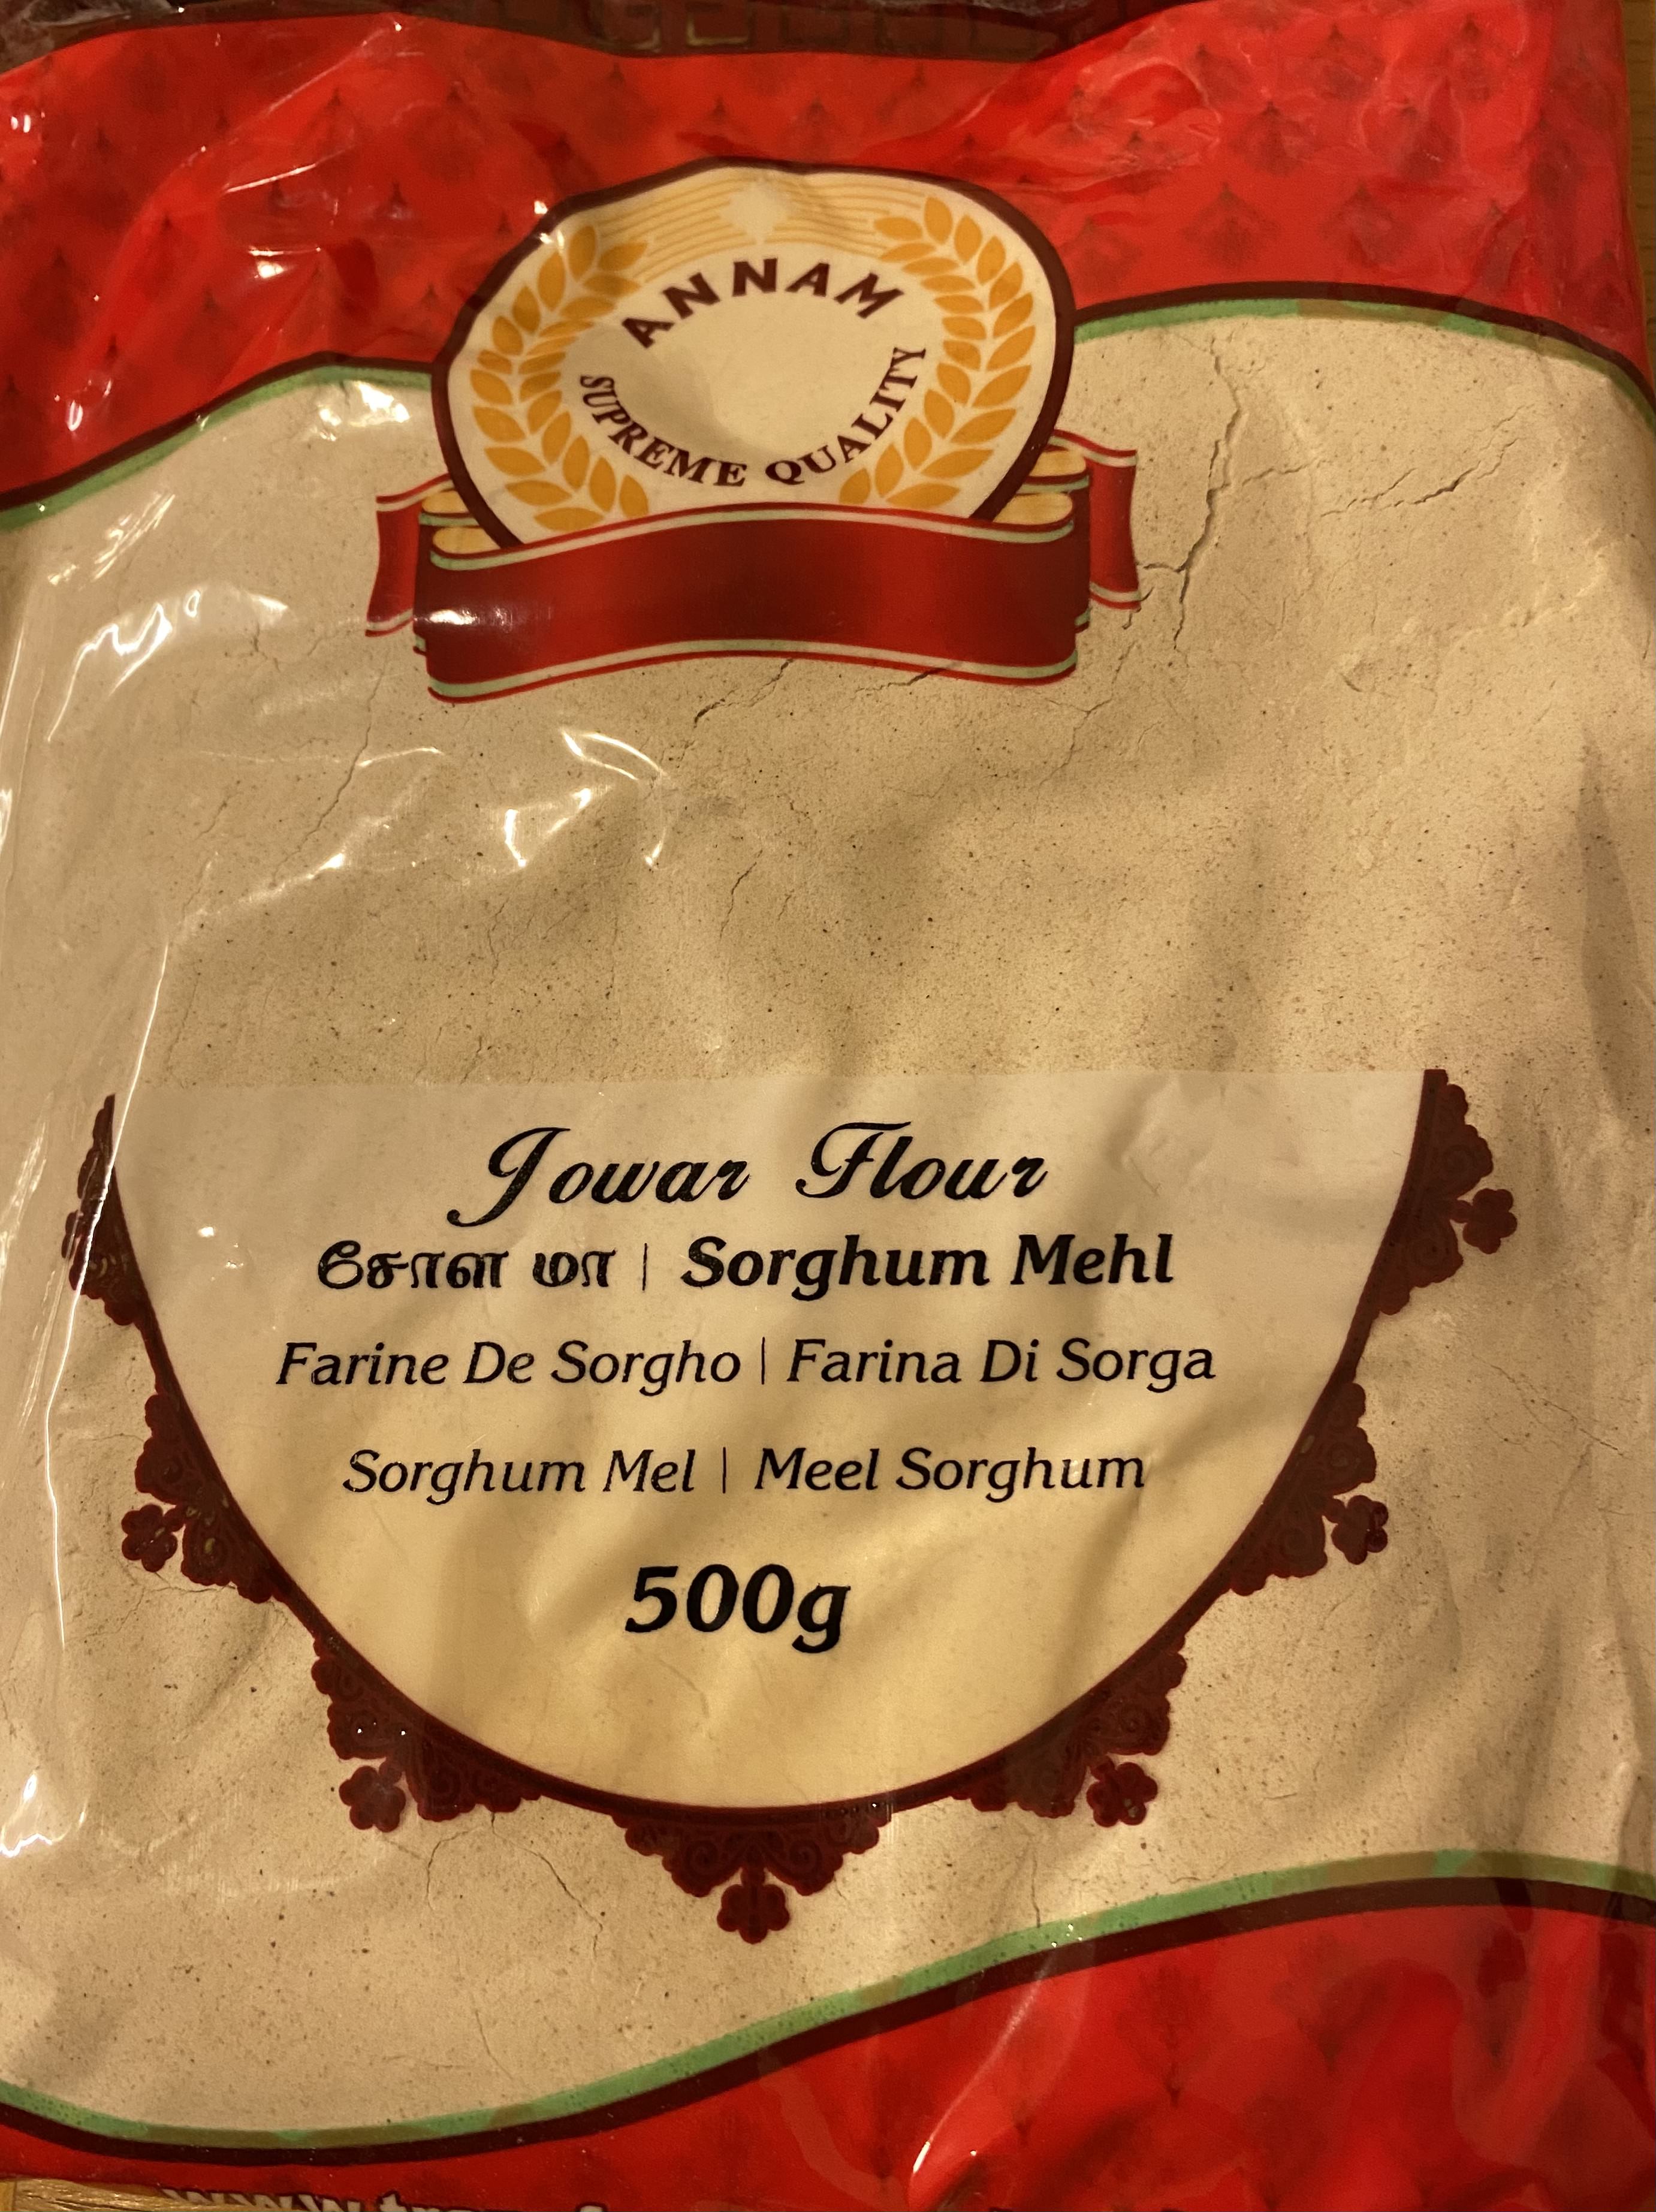 ANNAM
SUPREME QUALITY
Jowar Flour
சோள மா | Sorghum Mehl
Farine De Sorgho | Farina Di Sorga
Sorghum Mel | Meel Sorghum
500g